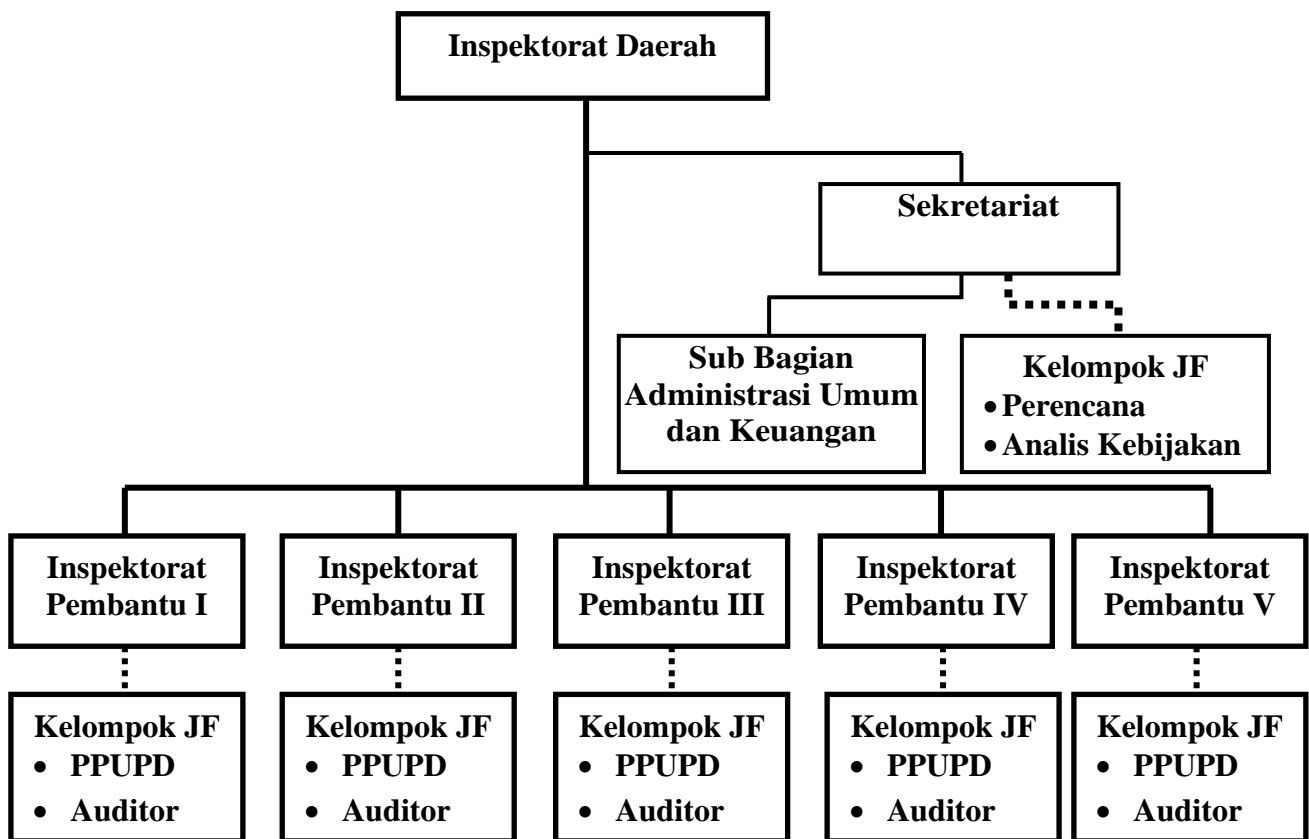 Inspektorat Daerah
Sekretariat
Sub Bagian
Administrasi Umum
dan Keuangan
Kelompok JF
• Perencana
• Analis Kebijakan
Inspektorat
Pembantu I
Inspektorat
Pembantu II
Inspektorat
Pembantu III
Inspektorat
Pembantu IV
Inspektorat
Pembantu V
Kelompok JF
• PPUPD
• Auditor
Kelompok JF
• PPUPD
• Auditor
Kelompok JF
• PPUPD
• Auditor
Kelompok JF
• PPUPD
• Auditor
Kelompok JF
• PPUPD
• Auditor